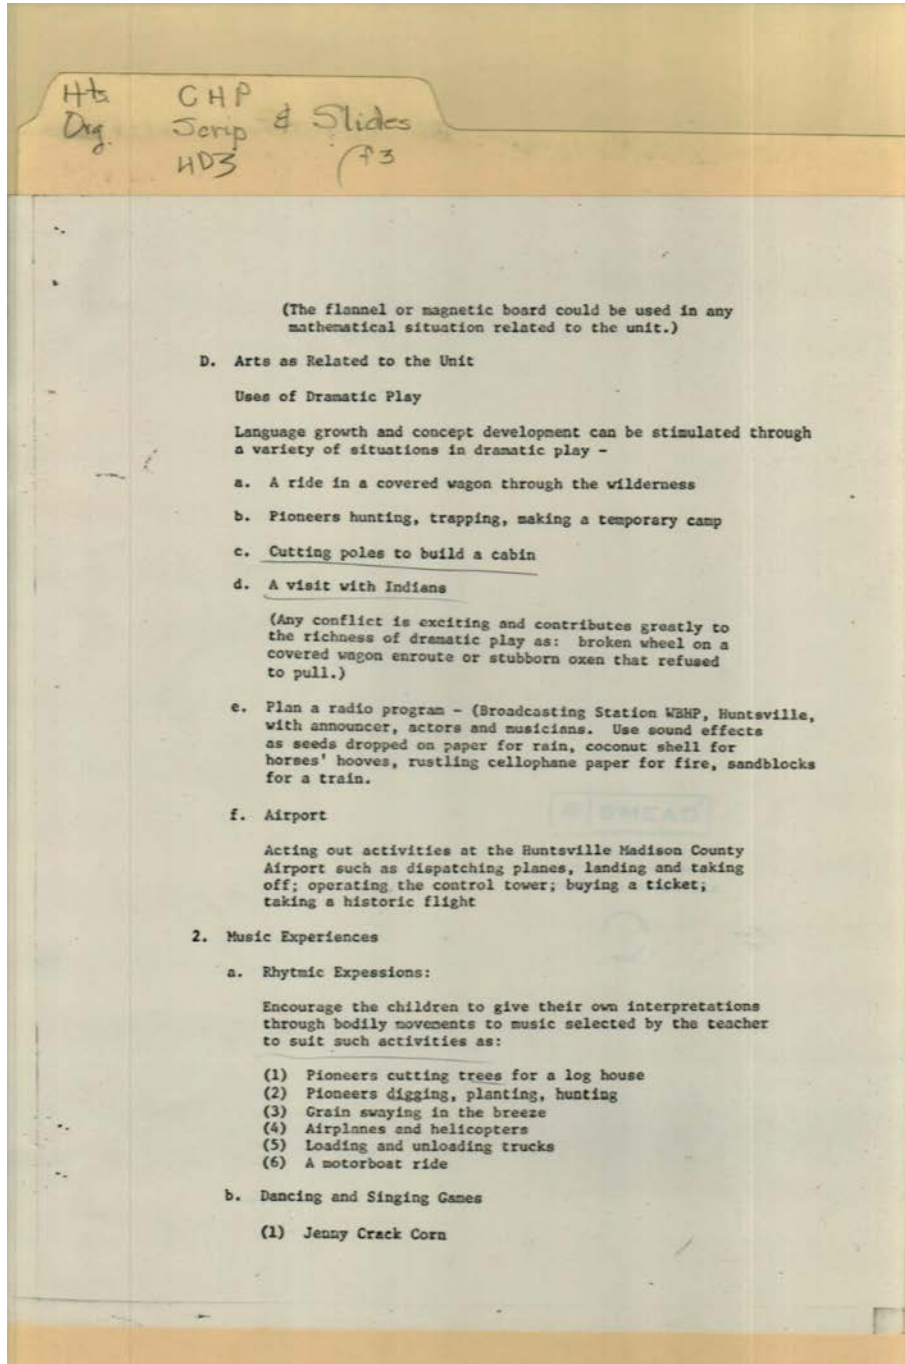 Hts. CHP
Org. Scrip & Slides
HD3 f3
(The flannel or magnetic board could be used in any
mathematical situation related to the unit.)
D. Arts as Related to the Unit
Uses of Dramatic Play
Language growth and concept development can be stimulated through
a variety of situations in dramatic play -
a. A ride in a covered wagon through the wilderness
b. Pioneers hunting, trapping, making a temporary camp
c. Cutting poles to build a cabin
d. A visit with Indians
(Any conflict is exciting and contributes greatly to
the richness of dramatic play as: broken wheel on a
covered wagon enroute or stubborn oxen that refused
to pull.)
e. Plan a radio program - (Broadcasting Station WBHP, Huntsville,
with announcer, actors and musicians. Use sound effects
as seeds dropped on paper for rain, coconut shell for
horses' hooves, rustling cellophane paper for fire, sandblocks
for a train.
SMEAD
f. Airport
Acting out activities at the Huntsville Madison County
Airport such as dispatching planes, landing and taking
off; operating the control tower; buying a ticket;
taking a historic flight
2. Music Experiences
a. Rhytmic Expessions:
Encourage the children to give their own interpretations
through bodily movements to music selected by the teacher
to suit such activities as:
(1) Pioneers cutting trees for a log house
(2) Pioneers digging, planting, hunting
(3) Grain swaying in the breeze
(4) Airplanes and helicopters
(5) Loading and unloading trucks
(6) A motorboat ride
b. Dancing and Singing Games
(1) Jenny Crack Corn